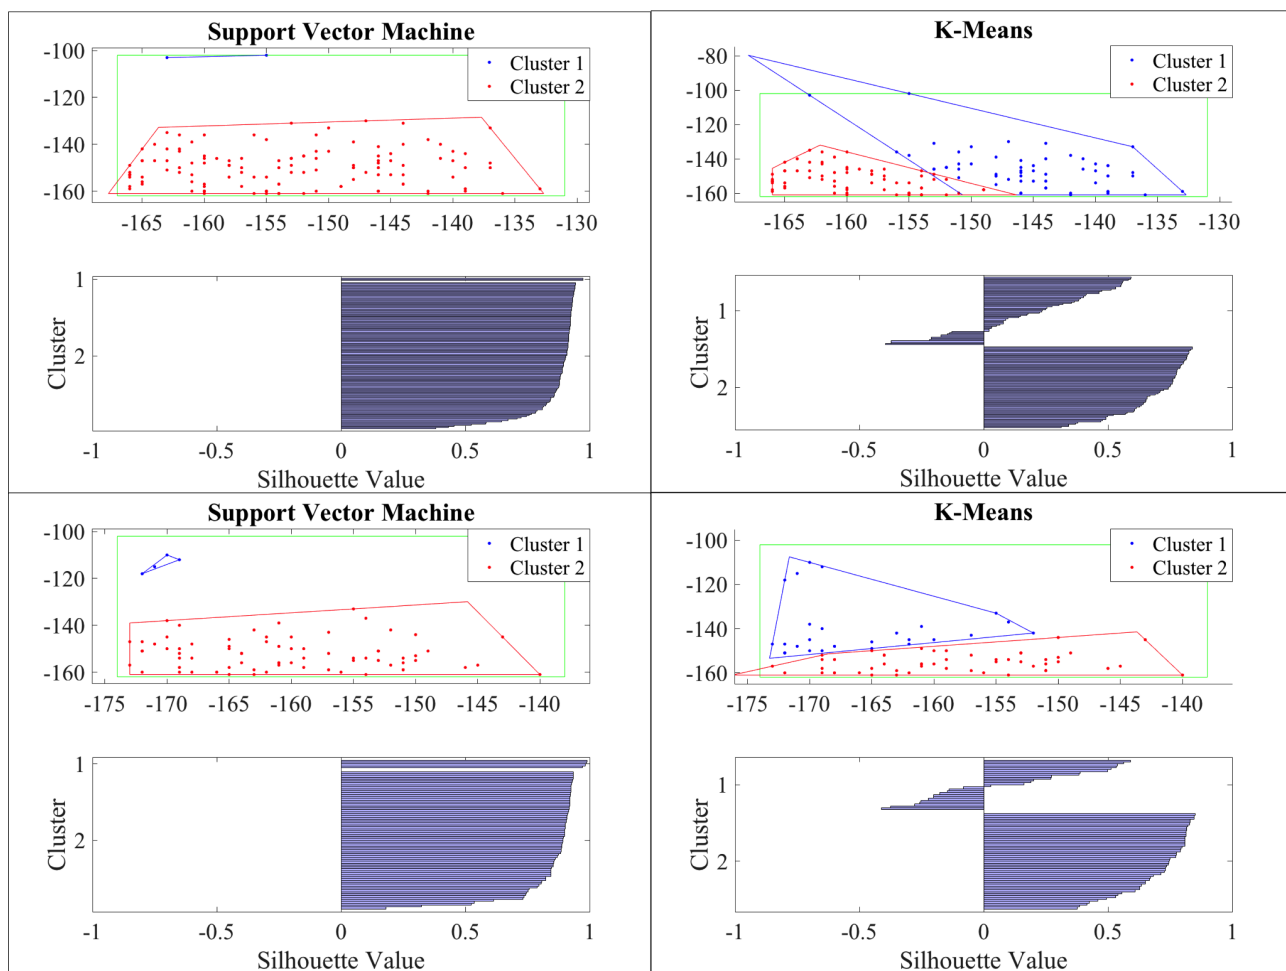 Support Vector Machine
-100
-120
-140
-160
Cluster 1
Cluster 2
-165 -160 -155 -150 -145 -140 -135 -130
1
2
Cluster
-1 -0.5 0 0.5 1
Silhouette Value
K-Means
-80
-100
-120
-140
-160
Cluster 1
Cluster 2
-165 -160 -155 -150 -145 -140 -135 -130
1
2
Cluster
-1 -0.5 0 0.5 1
Silhouette Value
Support Vector Machine
-100
-120
-140
-160
Cluster 1
Cluster 2
-175 -170 -165 -160 -155 -150 -145 -140
1
2
Cluster
-1 -0.5 0 0.5 1
Silhouette Value
K-Means
-100
-120
-140
-160
Cluster 1
Cluster 2
-175 -170 -165 -160 -155 -150 -145 -140
1
2
Cluster
-1 -0.5 0 0.5 1
Silhouette Value